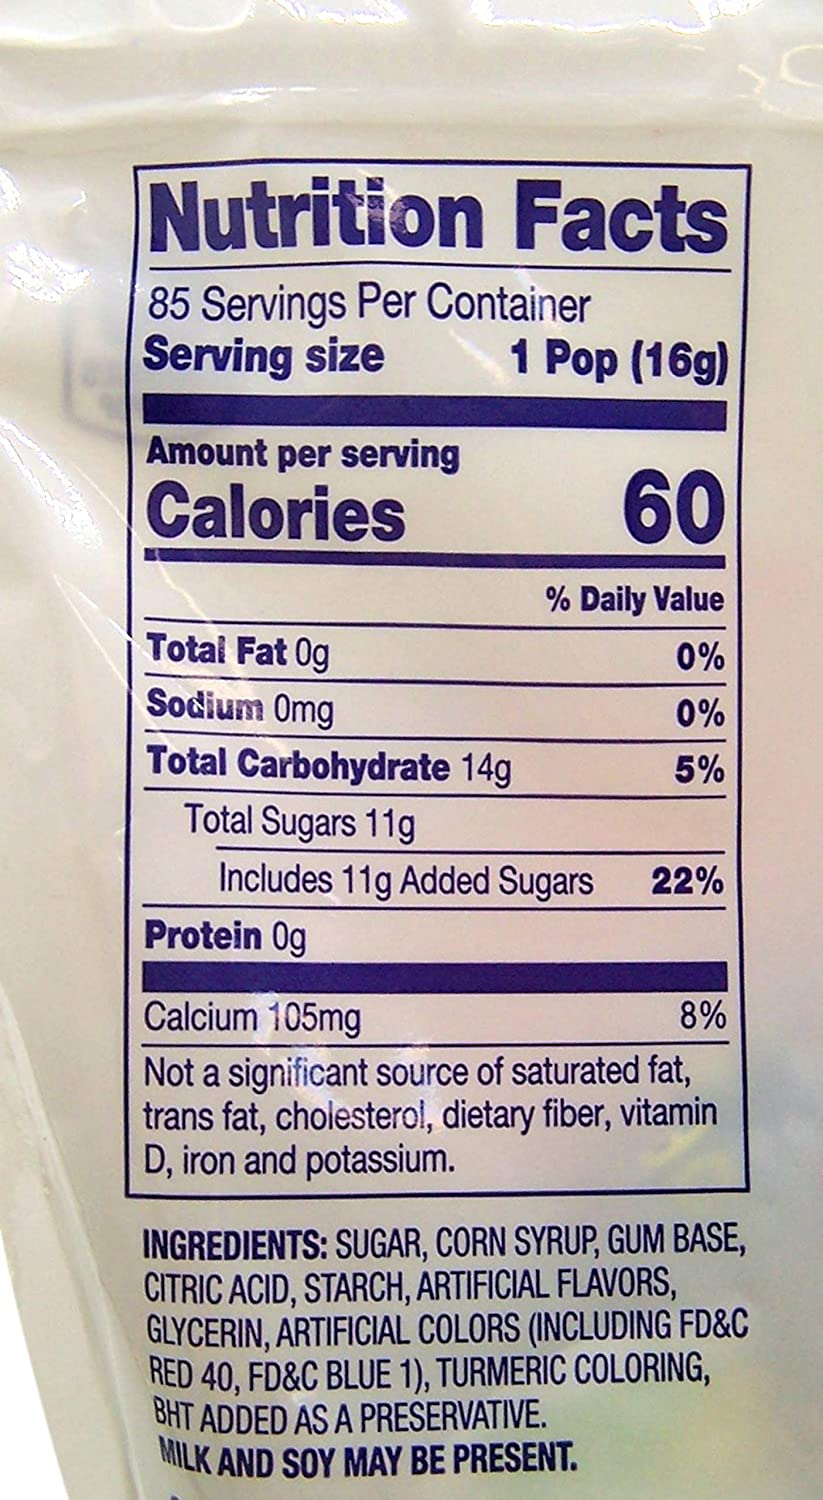 Nutrition Facts
85 Servings Per Container
Serving size 1 Pop (16g)
Amount per serving
Calories 60
% Daily Value
Total Fat 0g 0%
Sodium 0mg 0%
Total Carbohydrate 14g 5%
Total Sugars 11g
Includes 11g Added Sugars 22%
Protein 0g
Calcium 105mg 8%
Not a significant source of saturated fat,
trans fat, cholesterol, dietary fiber, vitamin
D, iron and potassium.
INGREDIENTS: SUGAR, CORN SYRUP, GUM BASE,
CITRIC ACID, STARCH, ARTIFICIAL FLAVORS,
GLYCERIN, ARTIFICIAL COLORS (INCLUDING FD&C
RED 40, FD&C BLUE 1), TURMERIC COLORING,
BHT ADDED AS A PRESERVATIVE.
MILK AND SOY MAY BE PRESENT.